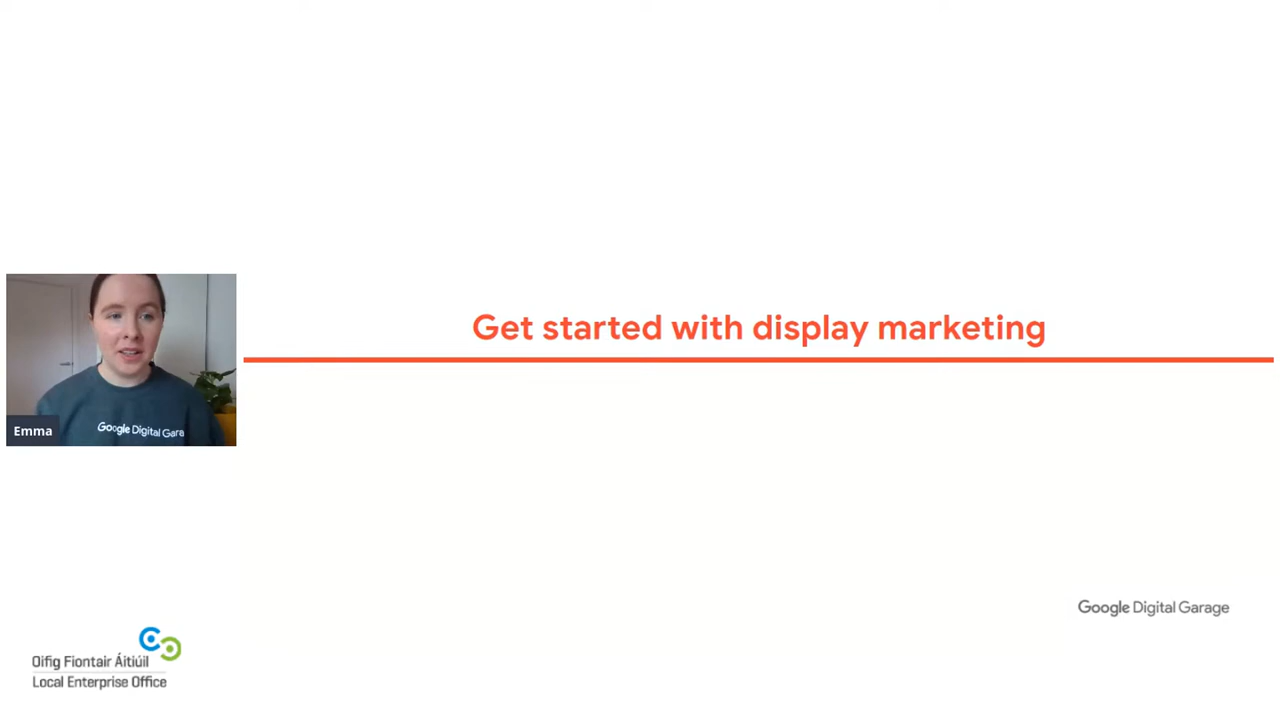 Get started with display marketing
Google Digital Gara
Emma
Google Digital Garage
Oifig Fiontair Áitiúil
Local Enterprise Office